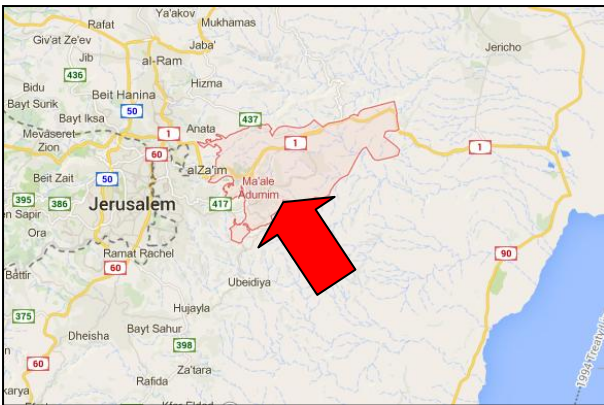 Rafat
Ya'akov
Mukhamas
Giv'at Ze'ev
Jib
Jaba'
al-Ram
Jericho
436
Bidu
Beit Hanina
Hizma
Bayt Surik
50
Bayt Iksa
437
Mevaseret
Zion
1
Anata
1
1
60
alZa'im
Beit Zait
50
Ma'ale
Adumim
395
386
Jerusalem
417
en Sapir
Ora
Ramat Rachel
90
Battir
60
Ubeidiya
375
Hujayla
Dheisha
Bayt Sahur
398
60
Za'tara
karya
Rafida
1994 Treaty